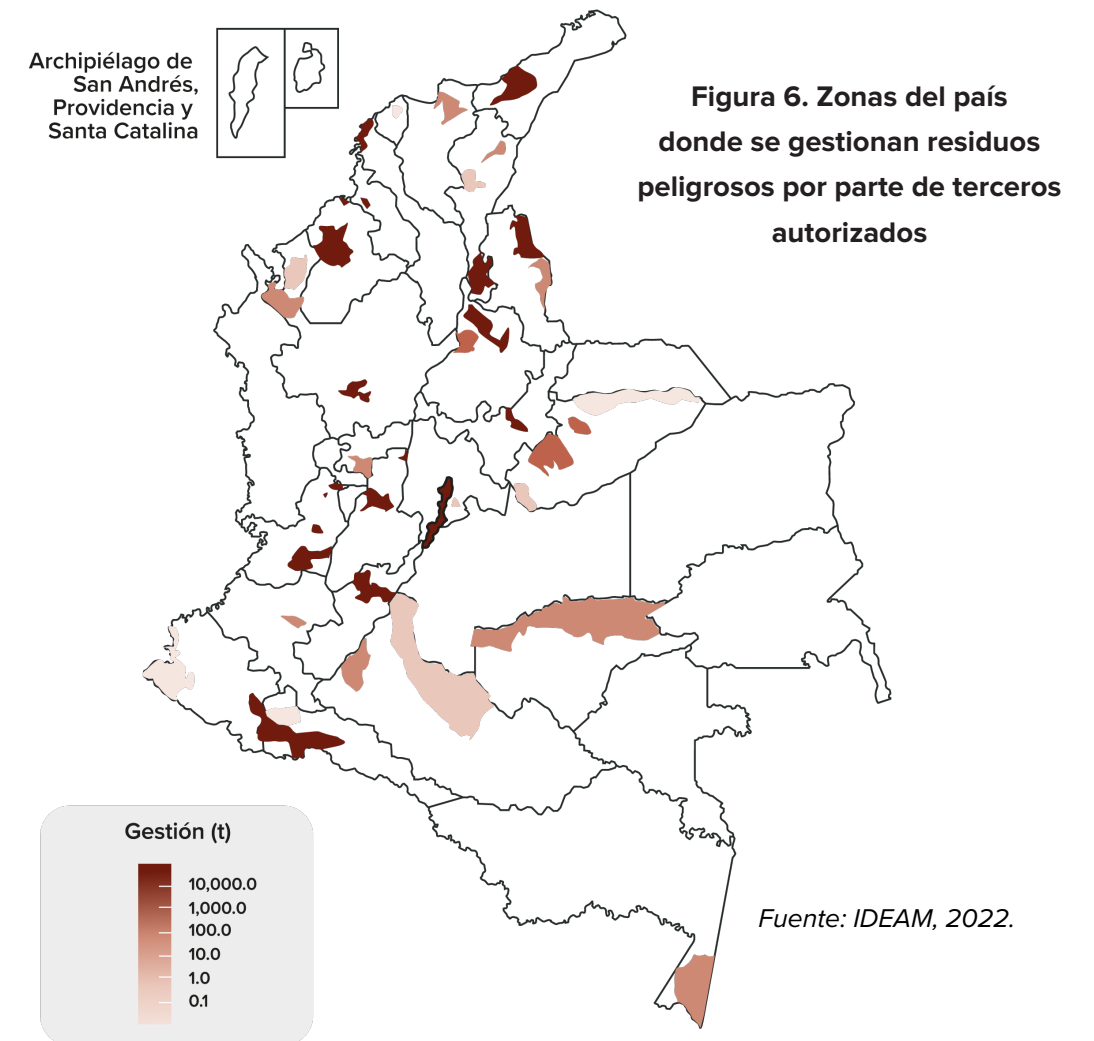 Archipiélago de
San Andrés,
Providencia y
Santa Catalina
Figura 6. Zonas del país
donde se gestionan residuos
peligrosos por parte de terceros
autorizados
Gestión (t)
10,000.0
1,000.0
100.0
10.0
1.0
0.1
Fuente: IDEAM, 2022.